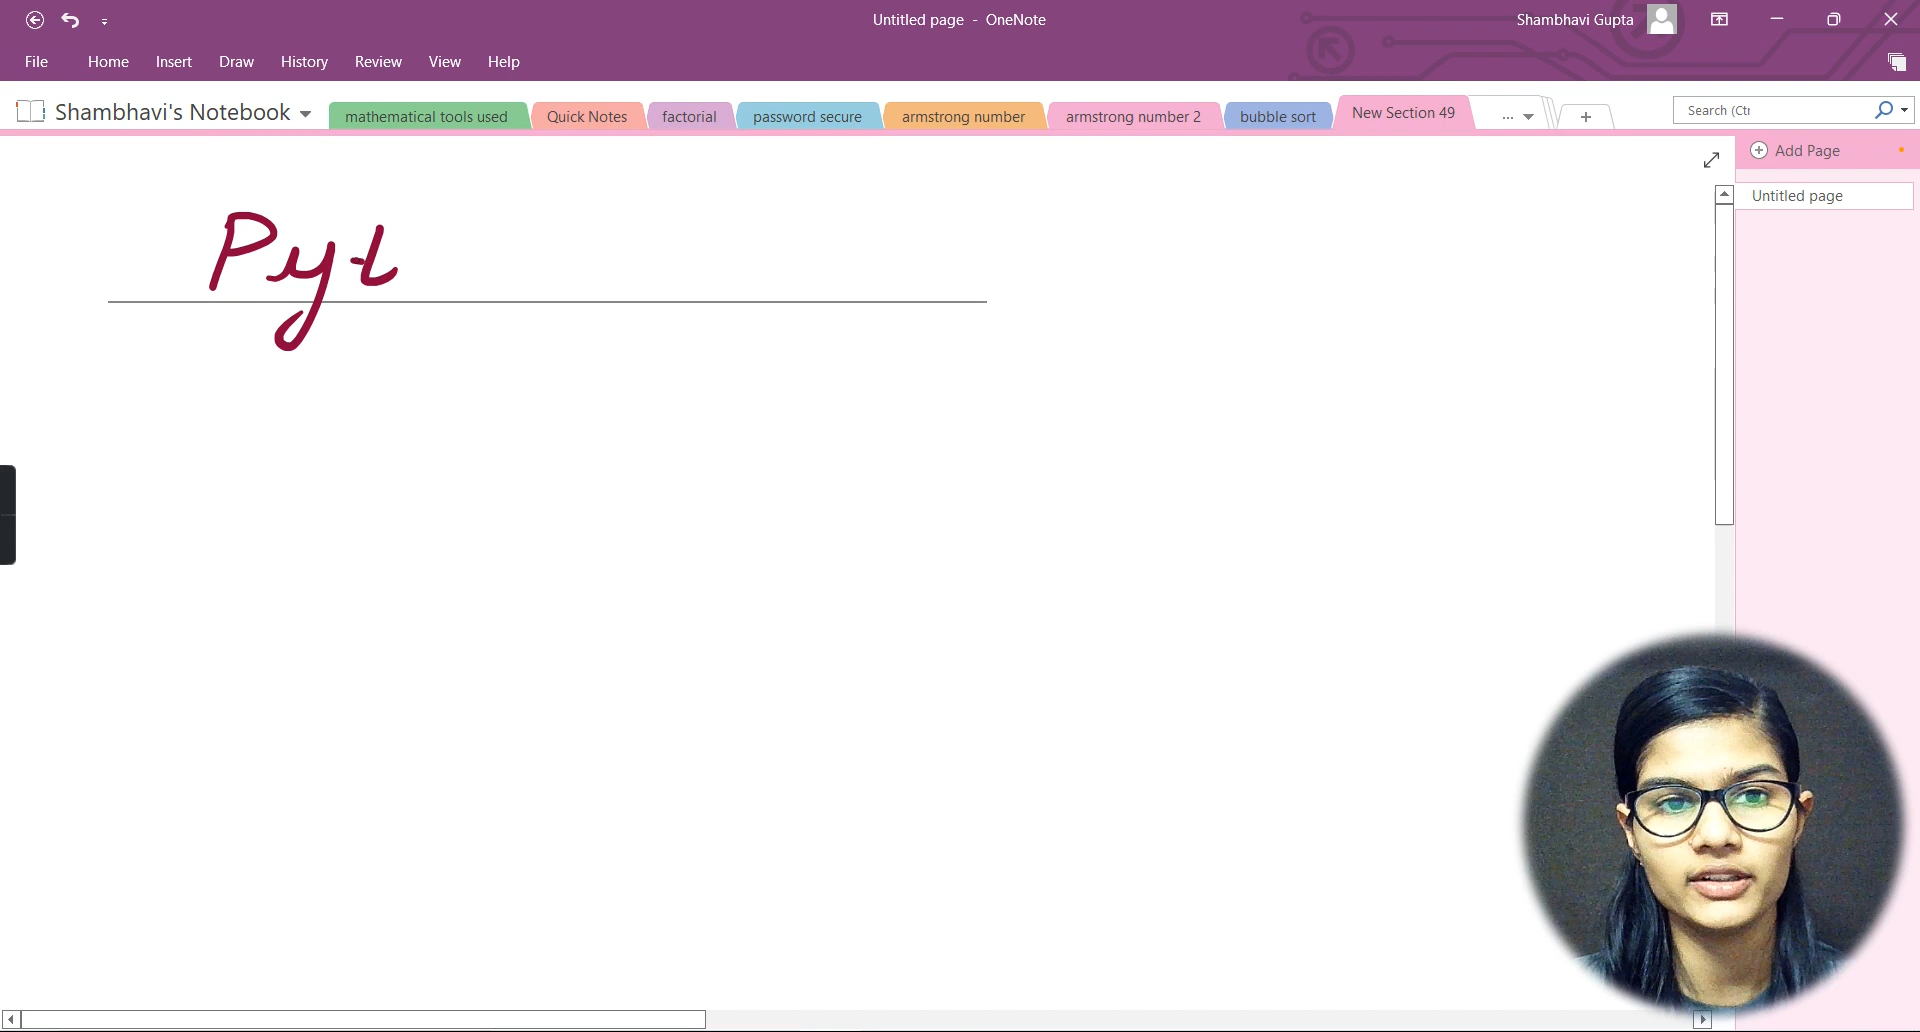 Untitled page - OneNote
Shambhavi Gupta
File Home Insert Draw History Review View Help
Shambhavi's Notebook
mathematical tools used
Quick Notes
factorial
password secure
armstrong number
armstrong number 2
bubble sort
New Section 49
...
+
Search (Ctr
Add Page
Untitled page
Pyt